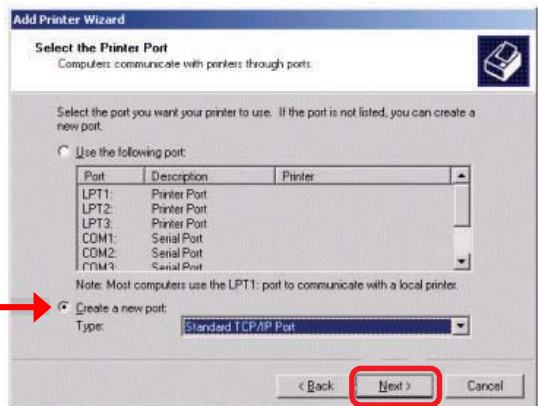 Add Printer Wizard
Select the Printer Port
Computers communicate with printers through ports.
Select the port you want your printer to use. If the port is not listed, you can create a
new port.
Use the following port:
Port Description Printer
LPT1: Printer Port
LPT2: Printer Port
LPT3: Printer Port
COM1: Serial Port
COM2: Serial Port
COM3: Serial Port
Note: Most computers use the LPT1: port to communicate with a local printer.
Create a new port:
Type: Standard TCP/IP Port
< Back Next > Cancel